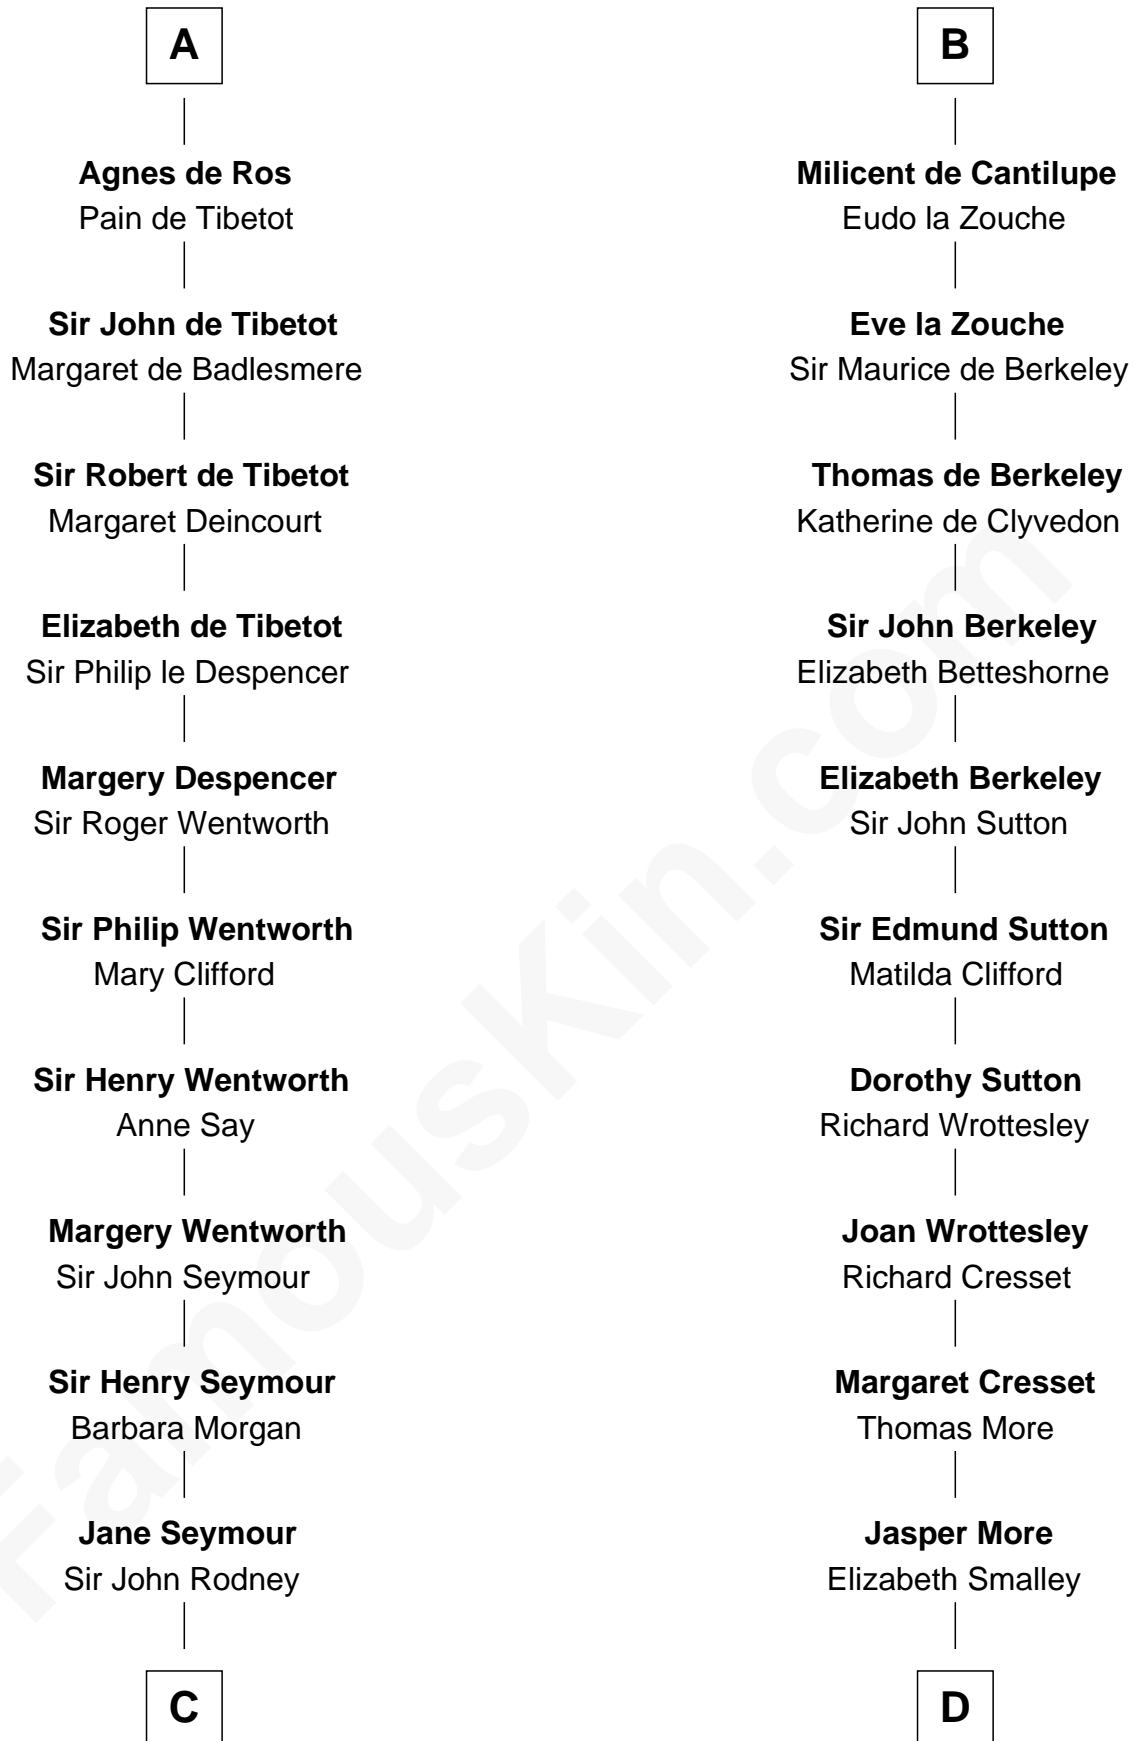 A
Agnes de Ros
Pain de Tibetot
Sir John de Tibetot
Margaret de Badlesmere
Sir Robert de Tibetot
Margaret Deincourt
Elizabeth de Tibetot
Sir Philip le Despencer
Margery Despencer
Sir Roger Wentworth
Sir Philip Wentworth
Mary Clifford
Sir Henry Wentworth
Anne Say
Margery Wentworth
Sir John Seymour
Sir Henry Seymour
Barbara Morgan
Jane Seymour
Sir John Rodney
C
B
Milicent de Cantilupe
Eudo la Zouche
Eve la Zouche
Sir Maurice de Berkeley
Thomas de Berkeley
Katherine de Clyvedon
Sir John Berkeley
Elizabeth Betteshorne
Elizabeth Berkeley
Sir John Sutton
Sir Edmund Sutton
Matilda Clifford
Dorothy Sutton
Richard Wrottesley
Joan Wrottesley
Richard Cresset
Margaret Cresset
Thomas More
Jasper More
Elizabeth Smalley
D
FamousKin.com